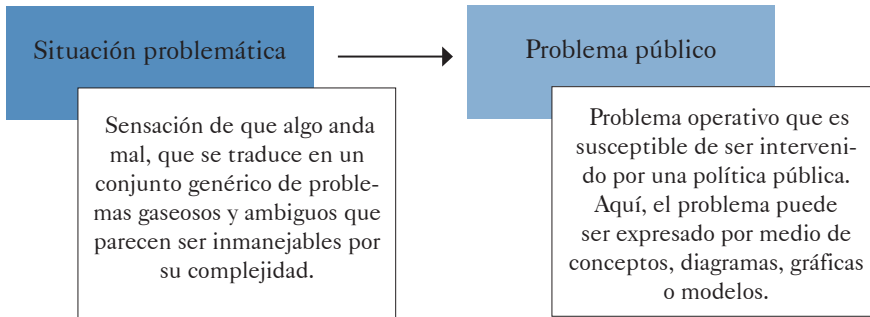 Situación problemática
Sensación de que algo anda
mal, que se traduce en un
conjunto genérico de proble-
mas gaseosos y ambiguos que
parecen ser inmanejables por
su complejidad.
Problema público
Problema operativo que es
susceptible de ser interveni-
do por una política pública.
Aquí, el problema puede
ser expresado por medio de
conceptos, diagramas, gráficas
o modelos.